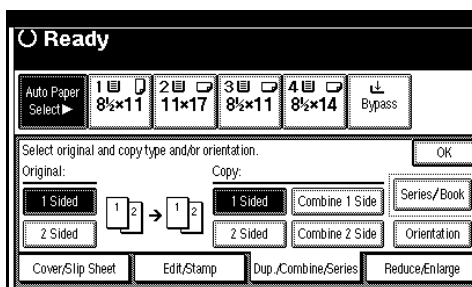 Ready
Auto Paper Select▶
1 8½×11
2 11×17
3 8½×11
4 8½×14
Bypass
Select original and copy type and/or orientation.
OK
Original:
Copy:
1 Sided
1 2 → 1 2
1 Sided
Combine 1 Side
Series/Book
2 Sided
2 Sided
Combine 2 Side
Orientation
Cover/Slip Sheet
Edit/Stamp
Dup./Combine/Series
Reduce/Enlarge